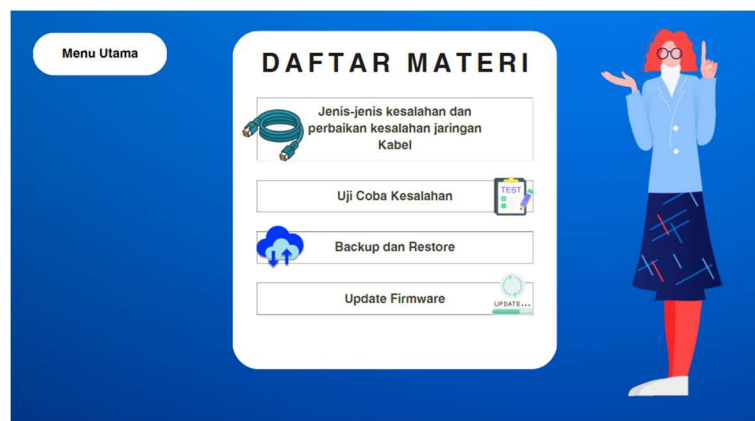 Menu Utama
DAFTAR MATERI
Jenis-jenis kesalahan dan
perbaikan kesalahan jaringan
Kabel
Uji Coba Kesalahan
TEST
Backup dan Restore
Update Firmware
UPDATE...